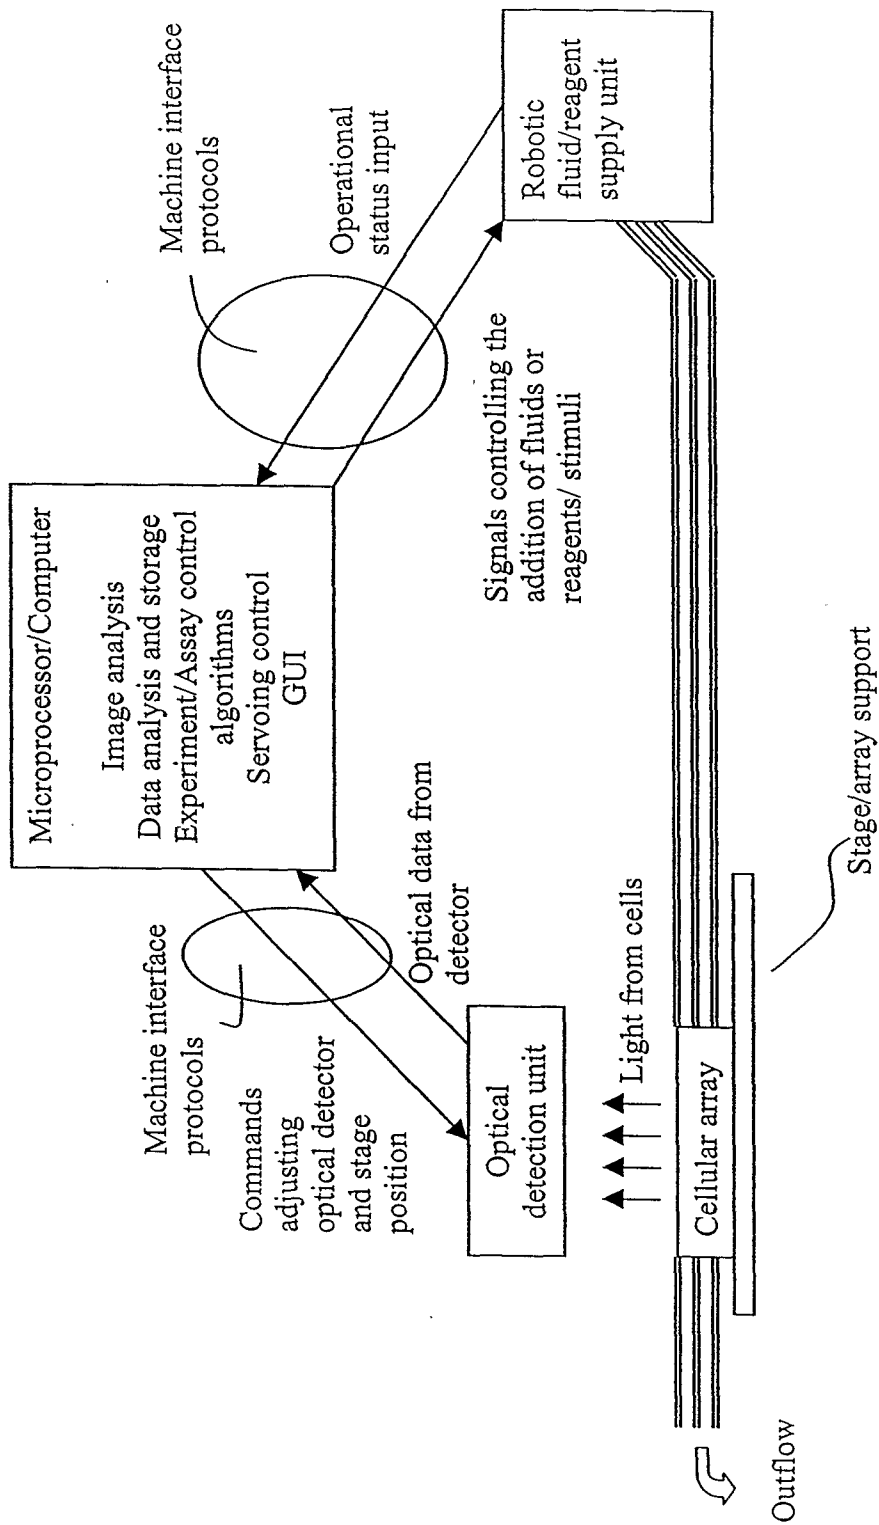 Microprocessor/Computer
Image analysis
Data analysis and storage
Experiment/Assay control
algorithms
Servoing control
GUI
Machine interface
protocols
Commands
adjusting
optical detector
and stage
position
Optical data from
detector
Machine interface
protocols
Operational
status input
Signals controlling the
addition of fluids or
reagents/ stimuli
Optical
detection unit
Robotic
fluid/reagent
supply unit
Light from cells
Cellular array
Outflow
Stage/array support